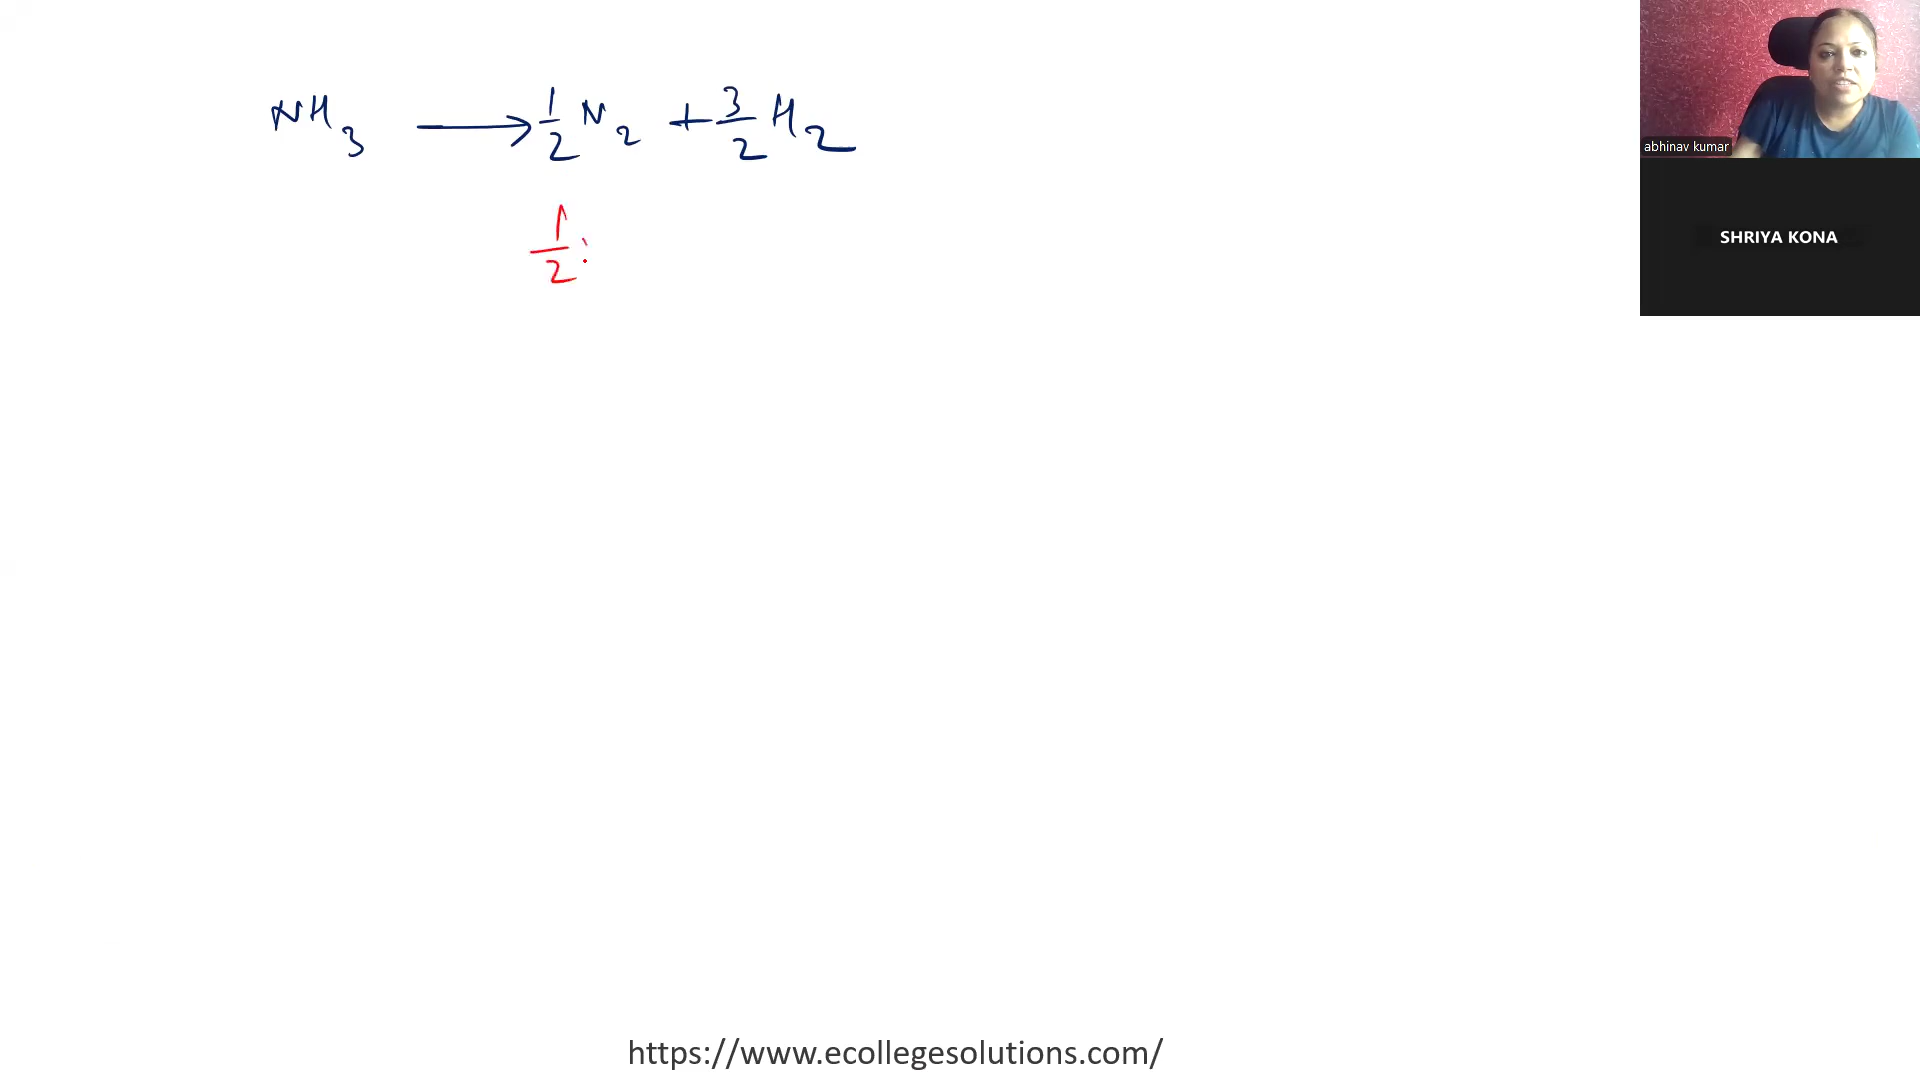 NH3 → 1/2 N2 + 3/2 H2
abhinav kumar
1/2 :
SHRIYA KONA
https://www.ecollegesolutions.com/